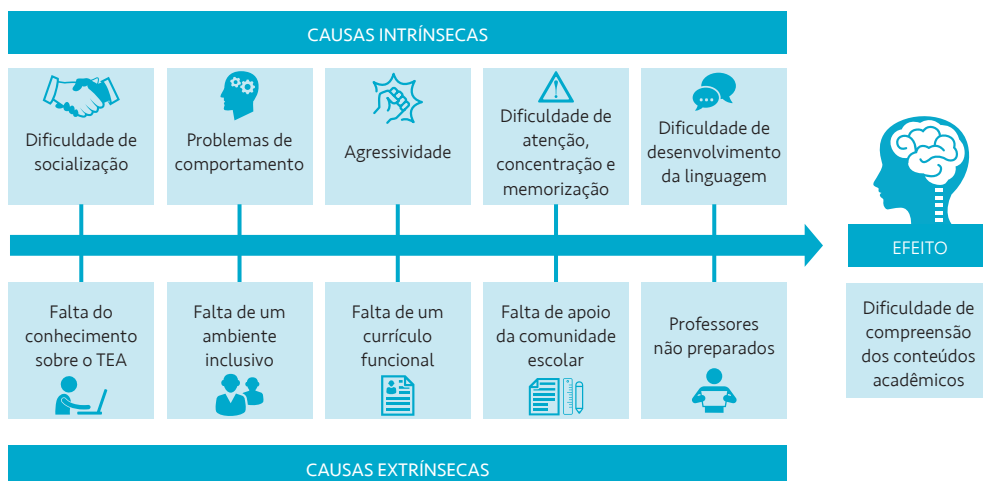 CAUSAS INTRÍNSECAS
Dificuldade de
socialização
Problemas de
comportamento
Agressividade
Dificuldade de
atenção,
concentração e
memorização
Dificuldade de
desenvolvimento
da linguagem
EFEITO
Dificuldade de
compreensão
dos conteúdos
acadêmicos
Falta do
conhecimento
sobre o TEA
Falta de um
ambiente
inclusivo
Falta de um
currículo
funcional
Falta de apoio
da comunidade
escolar
Professores
não preparados
CAUSAS EXTRÍNSECAS